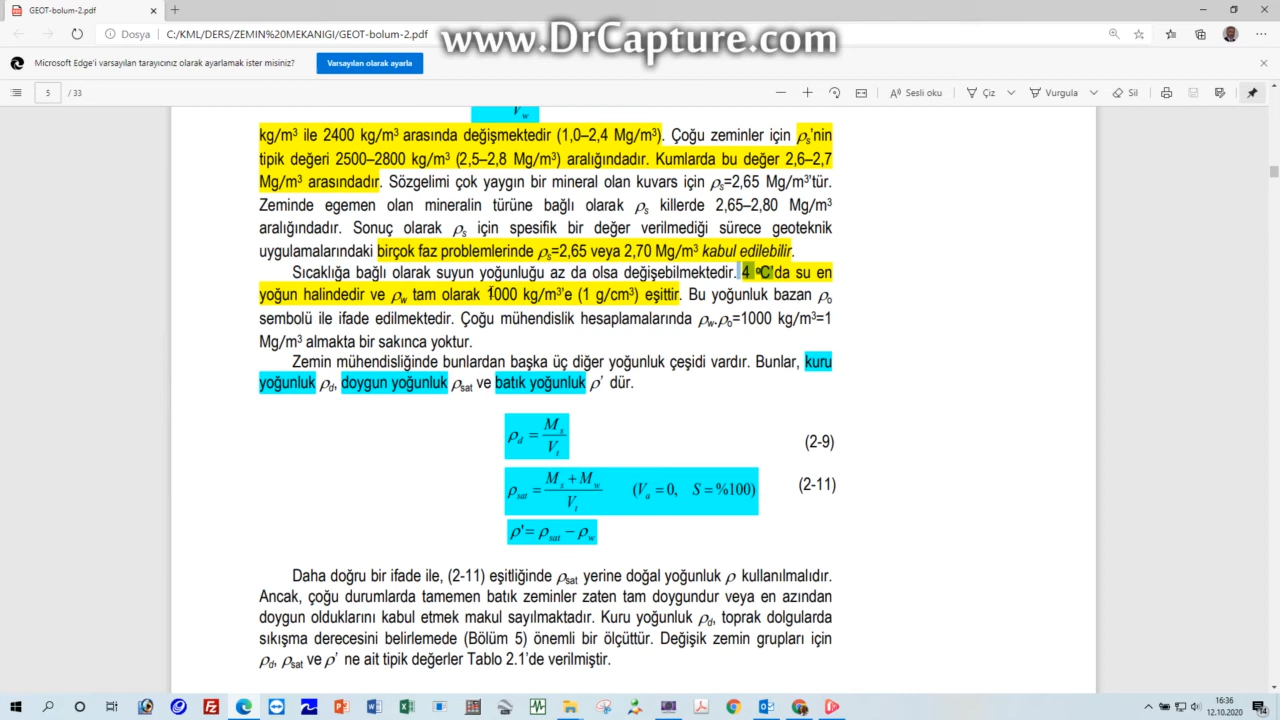 GEOT-bolum-2.pdf
Dosya
C:/KML/DERS/ZEMIN%20MEKANIGI/GEOT-bolum-2.pdf
www.DrCapture.com
Microsoft Edge'i varsayılan tarayıcınız olarak ayarlamak ister misiniz?
Varsayılan olarak ayarla
5 / 33
Sesli oku
Çiz
Vurgula
Sil
V_w
kg/m³ ile 2400 kg/m³ arasında değişmektedir (1,0–2,4 Mg/m³). Çoğu zeminler için ρs'nin
tipik değeri 2500–2800 kg/m³ (2,5–2,8 Mg/m³) aralığındadır. Kumlarda bu değer 2,6–2,7
Mg/m³ arasındadır. Sözgelimi çok yaygın bir mineral olan kuvars için ρs=2,65 Mg/m³'tür.
Zeminde egemen olan mineralin türüne bağlı olarak ρs killerde 2,65–2,80 Mg/m³
aralığındadır. Sonuç olarak ρs için spesifik bir değer verilmediği sürece geoteknik
uygulamalarındaki birçok faz problemlerinde ρs=2,65 veya 2,70 Mg/m³ kabul edilebilir.
Sıcaklığa bağlı olarak suyun yoğunluğu az da olsa değişebilmektedir. 4 ºC'da su en
yoğun halindedir ve ρw tam olarak 1000 kg/m³'e (1 g/cm³) eşittir. Bu yoğunluk bazan ρo
sembolü ile ifade edilmektedir. Çoğu mühendislik hesaplamalarında ρw.ρo=1000 kg/m³=1
Mg/m³ almakta bir sakınca yoktur.
Zemin mühendisliğinde bunlardan başka üç diğer yoğunluk çeşidi vardır. Bunlar, kuru
yoğunluk ρd, doygun yoğunluk ρsat ve batık yoğunluk ρ' dür.
ρd = Ms / Vt (2-9)
ρsat = Ms + Mw / Vt (Va = 0, S = %100) (2-11)
ρ' = ρsat − ρw
Daha doğru bir ifade ile, (2-11) eşitliğinde ρsat yerine doğal yoğunluk ρ kullanılmalıdır.
Ancak, çoğu durumlarda tamemen batık zeminler zaten tam doygundur veya en azından
doygun olduklarını kabul etmek makul sayılmaktadır. Kuru yoğunluk ρd, toprak dolgularda
sıkışma derecesini belirlemede (Bölüm 5) önemli bir ölçüttür. Değişik zemin grupları için
ρd, ρsat ve ρ' ne ait tipik değerler Tablo 2.1'de verilmiştir.
16:36
12.10.2020